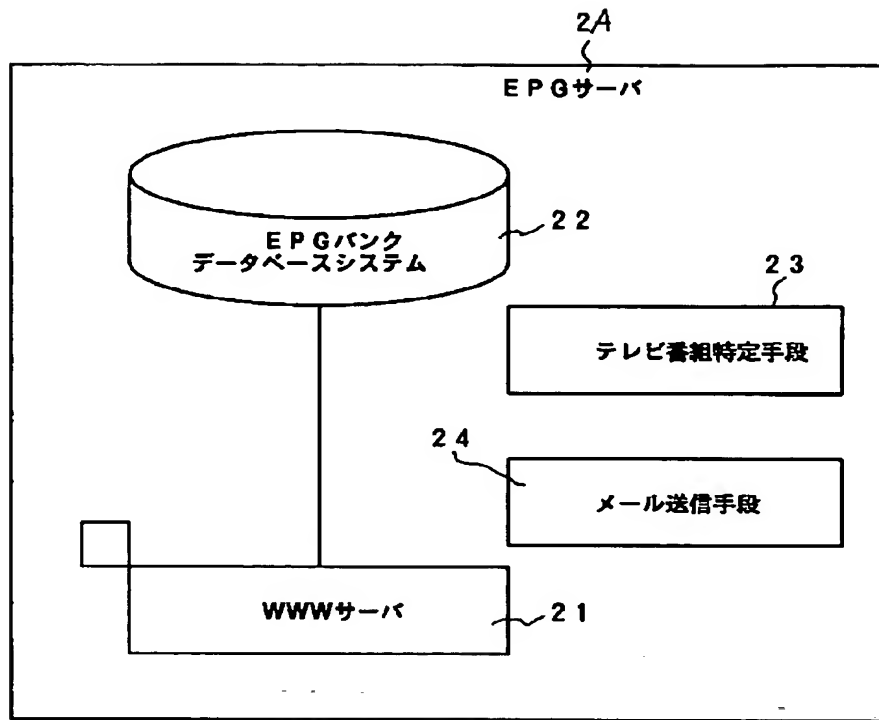 2A
EPGサーバ
EPGバンク
データベースシステム
22
23
テレビ番組特定手段
24
メール送信手段
WWWサーバ
21